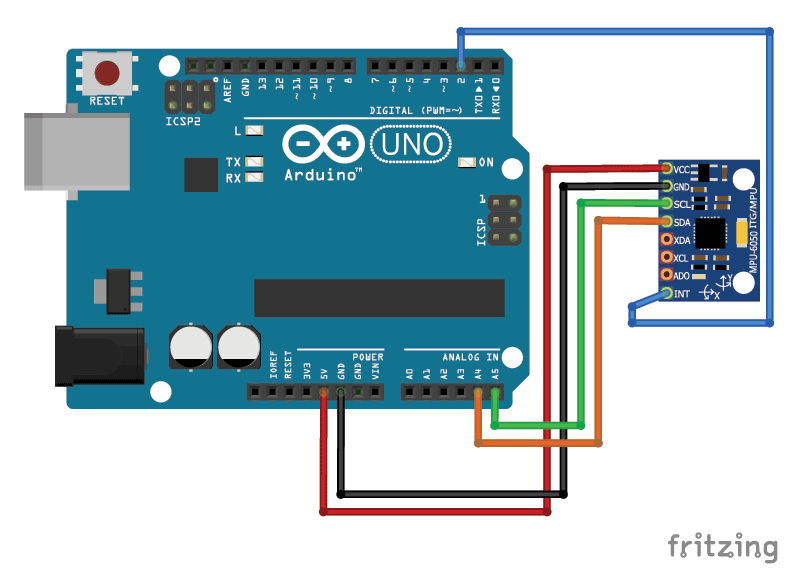 RESET
ICSP2
AREF
GND
13
12
~11
~10
~9
8
7
~6
~5
4
~3
2
TX0▶1
RX0◀0
DIGITAL (PWM=~)
L
TX
RX
UNO
Arduino™
ON
1
ICSP
VCC
GND
SCL
SDA
XDA
XCL
ADO
INT
MPU-6050 ITG/MPU
Y
X
POWER
ANALOG IN
IOREF
RESET
3V3
5V
GND
GND
VIN
A0
A1
A2
A3
A4
A5
fritzing